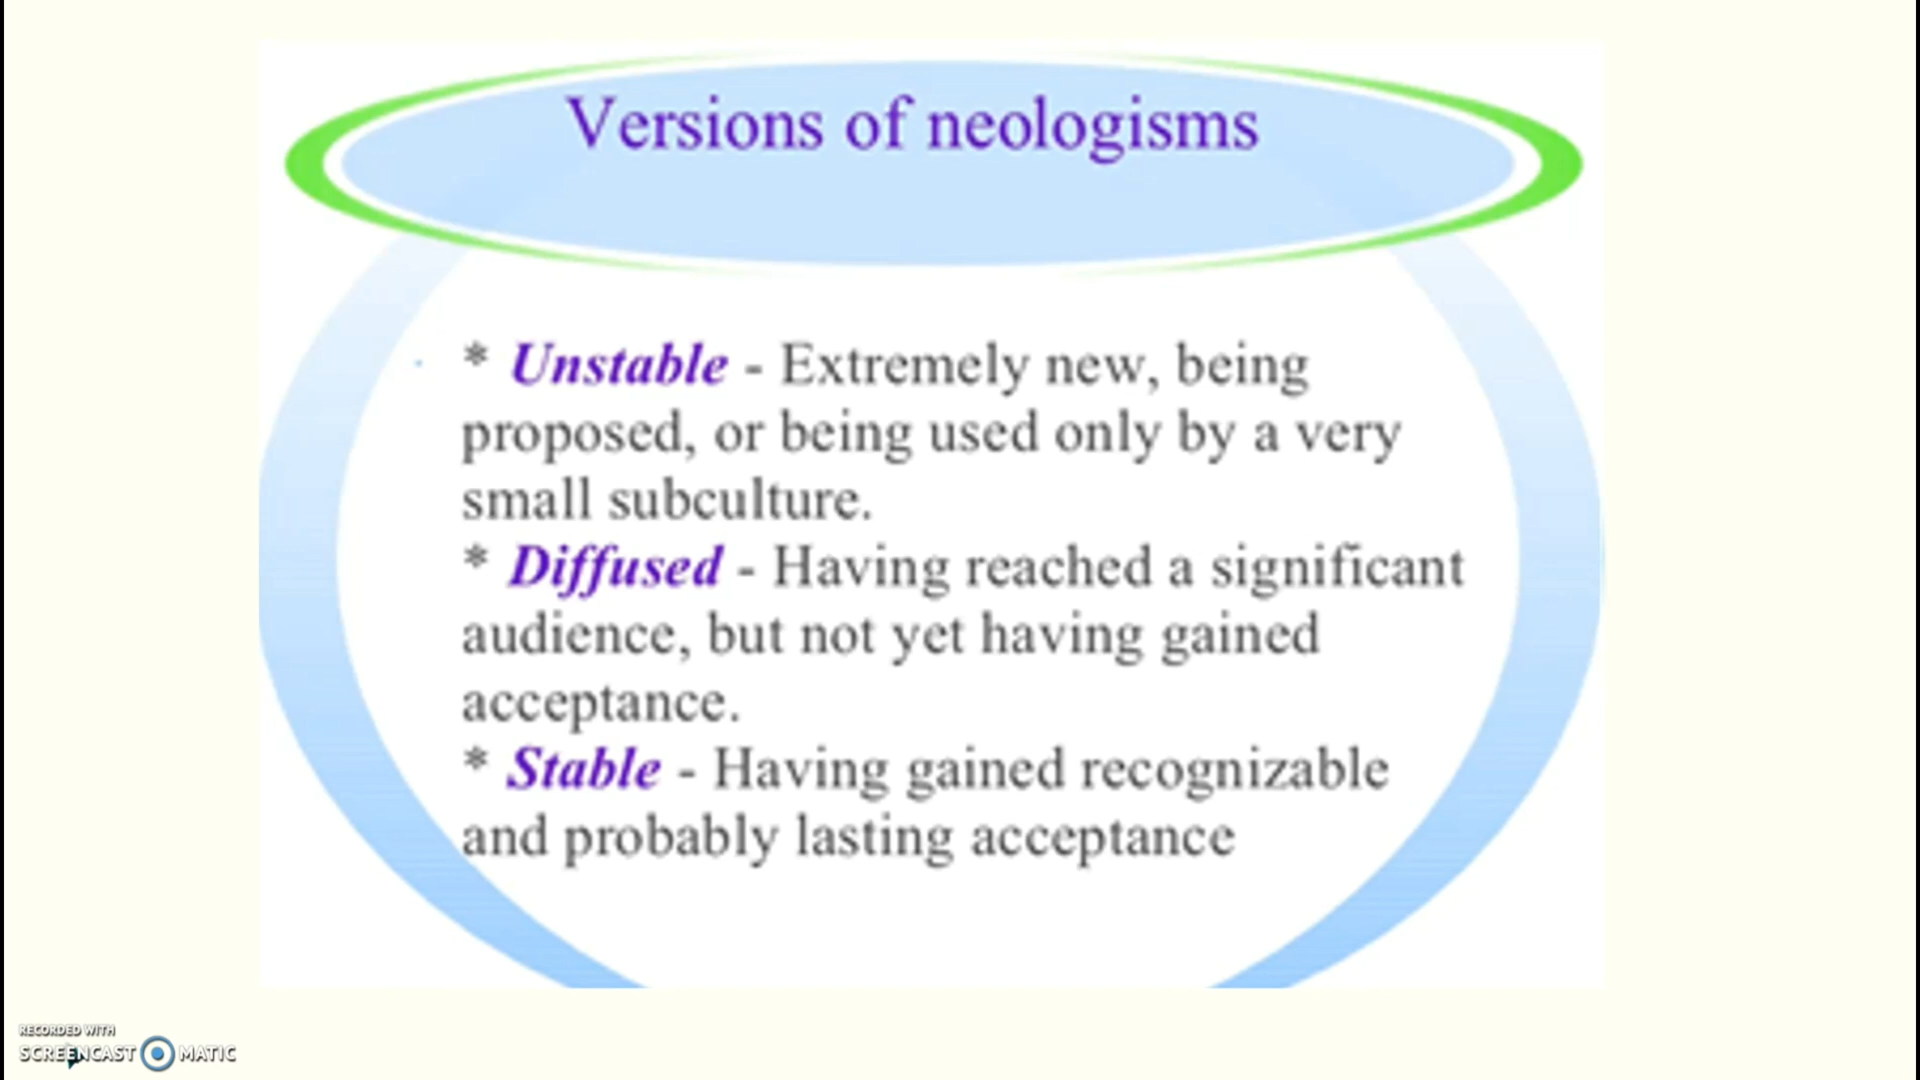 Versions of neologisms
* Unstable - Extremely new, being
proposed, or being used only by a very
small subculture.
* Diffused - Having reached a significant
audience, but not yet having gained
acceptance.
* Stable - Having gained recognizable
and probably lasting acceptance
RECORDED WITH
SCREENCAST MATIC